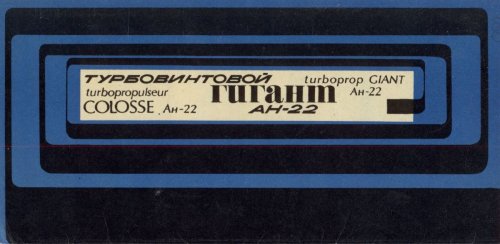 ТУРБОВИНТОВОЙ
гигант
АН-22
turboprop GIANT
Ан-22
turbopropulseur
COLOSSE Ан-22